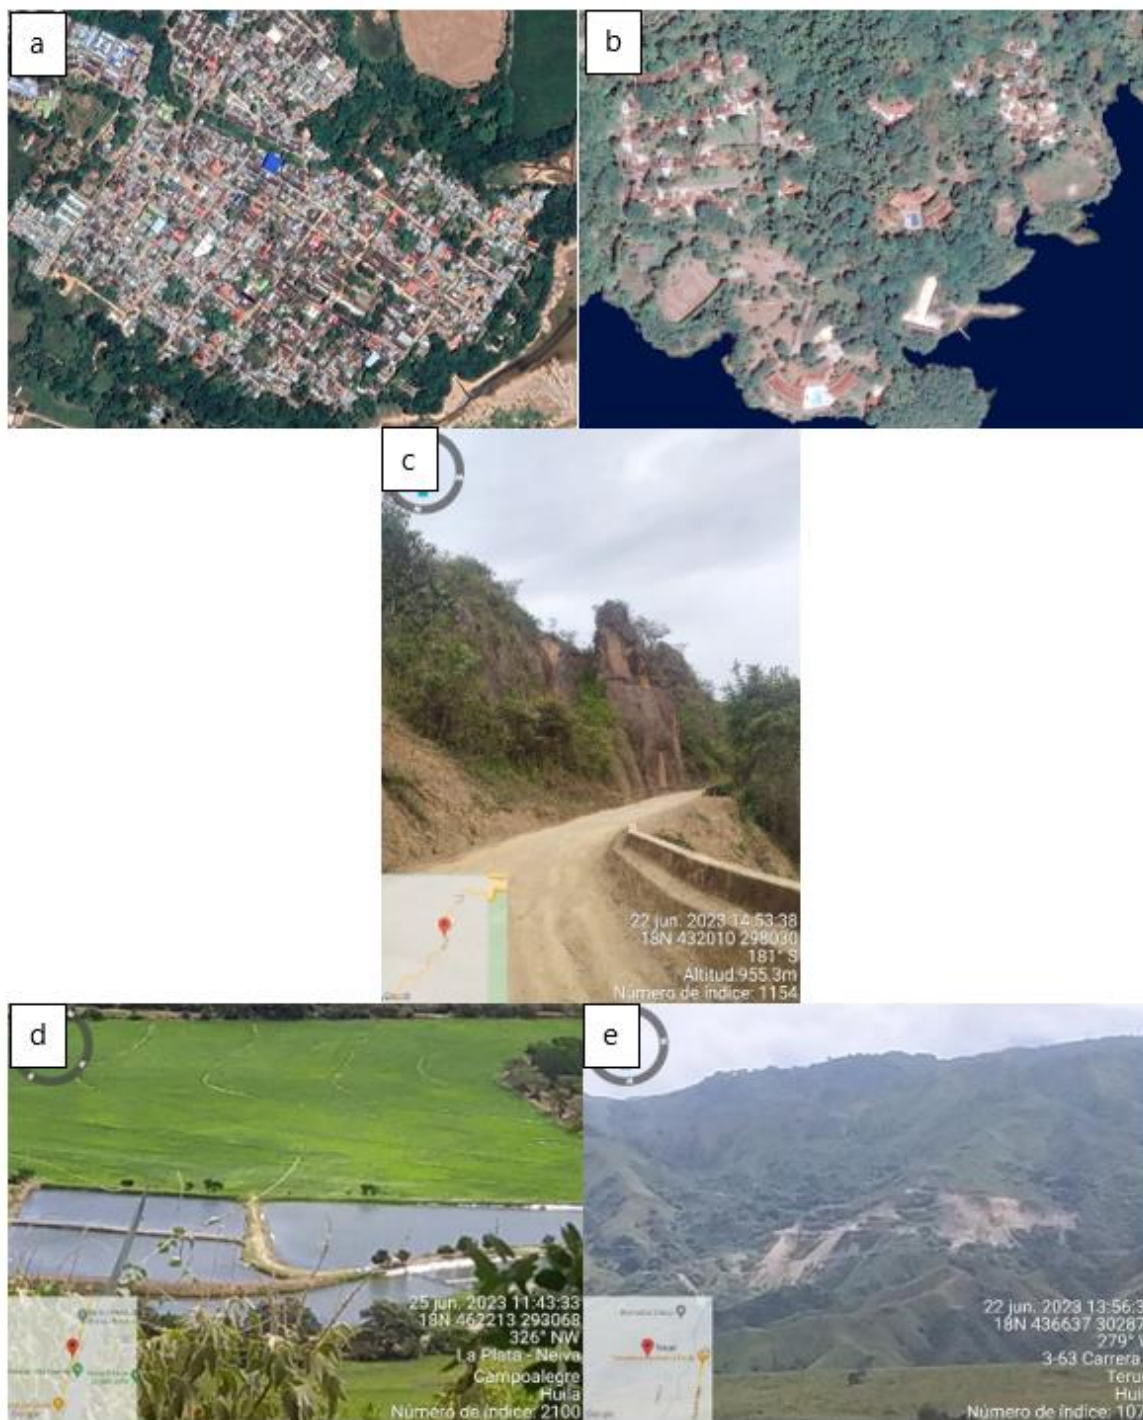 a
b
c
22 jun. 2023 14:53:38
18N 432010 298030
181° S
Altitud:955.3m
Número de índice: 1154
d
25 jun. 2023 11:43:33
18N 462213 293068
326° NW
La Plata - Neiva
Campoalegre
Huila
Número de índice: 2100
e
22 jun. 2023 13:56:3
18N 436637 30287
279°
3-63 Carrera
Terue
Hu
Número de índice: 10